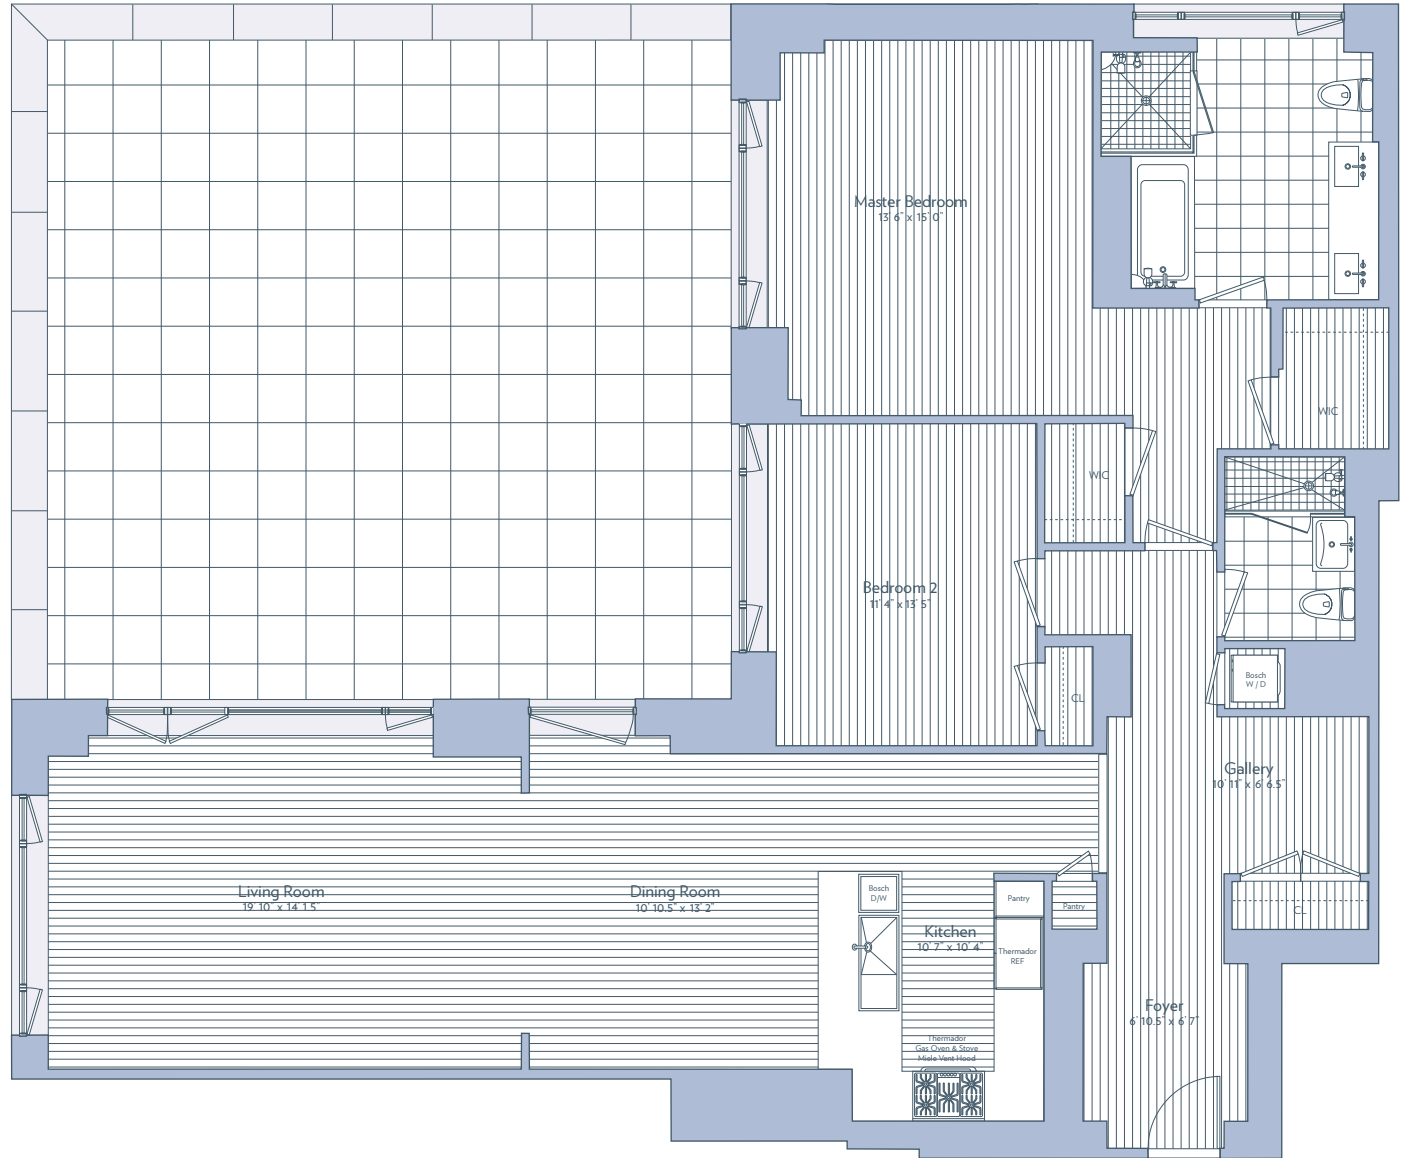 Master Bedroom
13' 6" x 15' 0"
WIC
WIC
Bedroom 2
11' 4" x 13' 5"
Bosch
W / D
CL
Gallery
10' 11" x 6' 6.5"
Living Room
19' 10" x 14' 1.5"
Dining Room
10' 10.5" x 13' 2"
Bosch
D/W
Pantry
Pantry
CL
Kitchen
10' 7" x 10' 4"
Thermador
REF
Foyer
6' 10.5" x 6' 7"
Thermador
Gas Oven & Stove
Miele Vent Hood